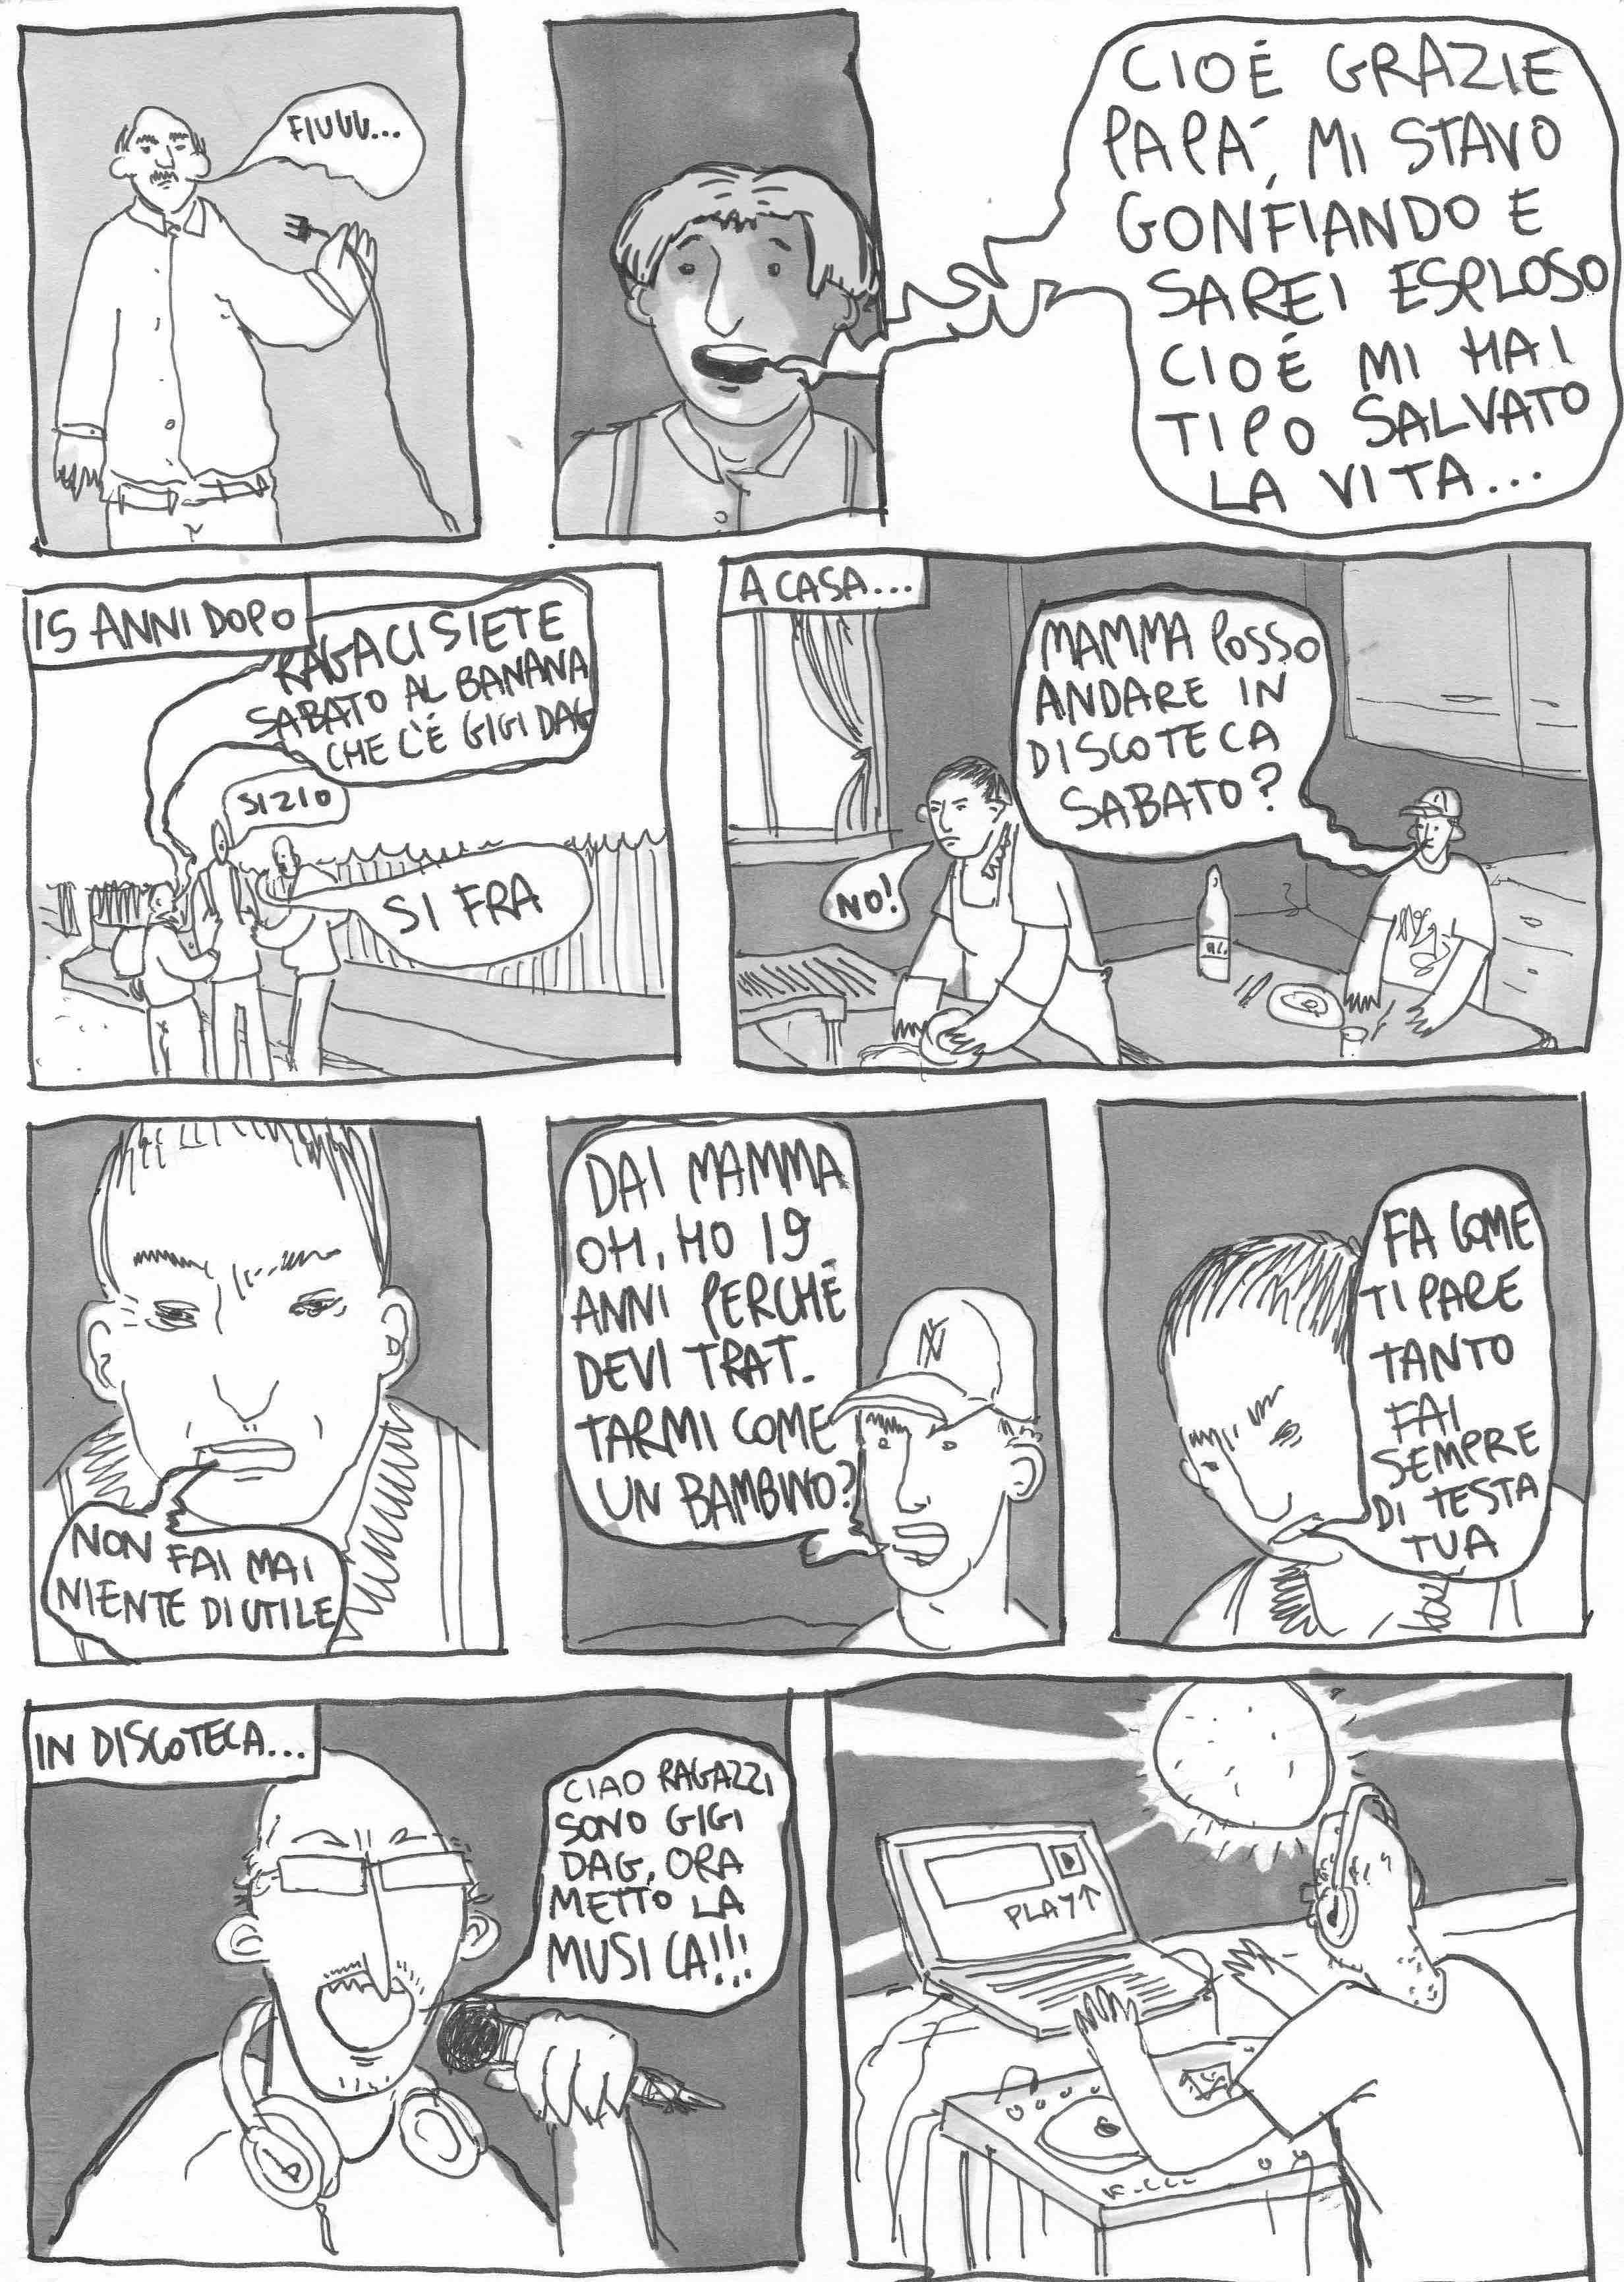 FIUUU...
CIOÉ GRAZIE
PAPÁ, MI STAVO
GONFIANDO E
SAREI ESPLOSO
CIOÉ MI HAI
TIPO SALVATO
LA VITA...
15 ANNI DOPO
RAGA CI SIETE
SABATO AL BANANA
CHE C'É GIGI DAG
SI ZIO
SI FRA
A CASA...
MAMMA POSSO
ANDARE IN
DISCOTECA
SABATO?
NO!
NON FAI MAI
NIENTE DI UTILE
DAI MAMMA
OH, HO 19
ANNI PERCHÉ
DEVI TRAT-
TARMI COME
UN BAMBINO?
NY
FA COME
TI PARE
TANTO
FAI
SEMPRE
DI TESTA
TUA
IN DISCOTECA...
CIAO RAGAZZI
SONO GIGI
DAG, ORA
METTO LA
MUSICA!!!
PLAY↑